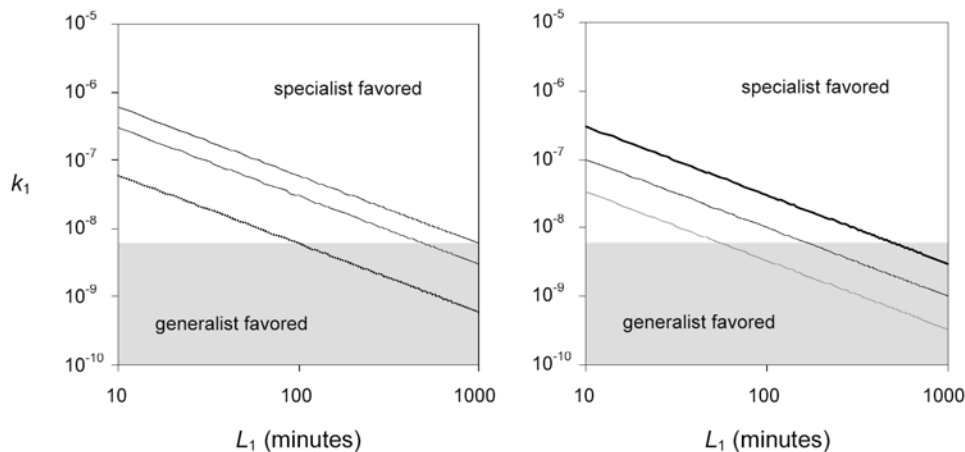 10⁻⁵
10⁻⁶
10⁻⁷
10⁻⁸
10⁻⁹
10⁻¹⁰
k₁
specialist favored
generalist favored
10 100 1000
L₁ (minutes)
10⁻⁵
10⁻⁶
10⁻⁷
10⁻⁸
10⁻⁹
10⁻¹⁰
specialist favored
generalist favored
10 100 1000
L₁ (minutes)